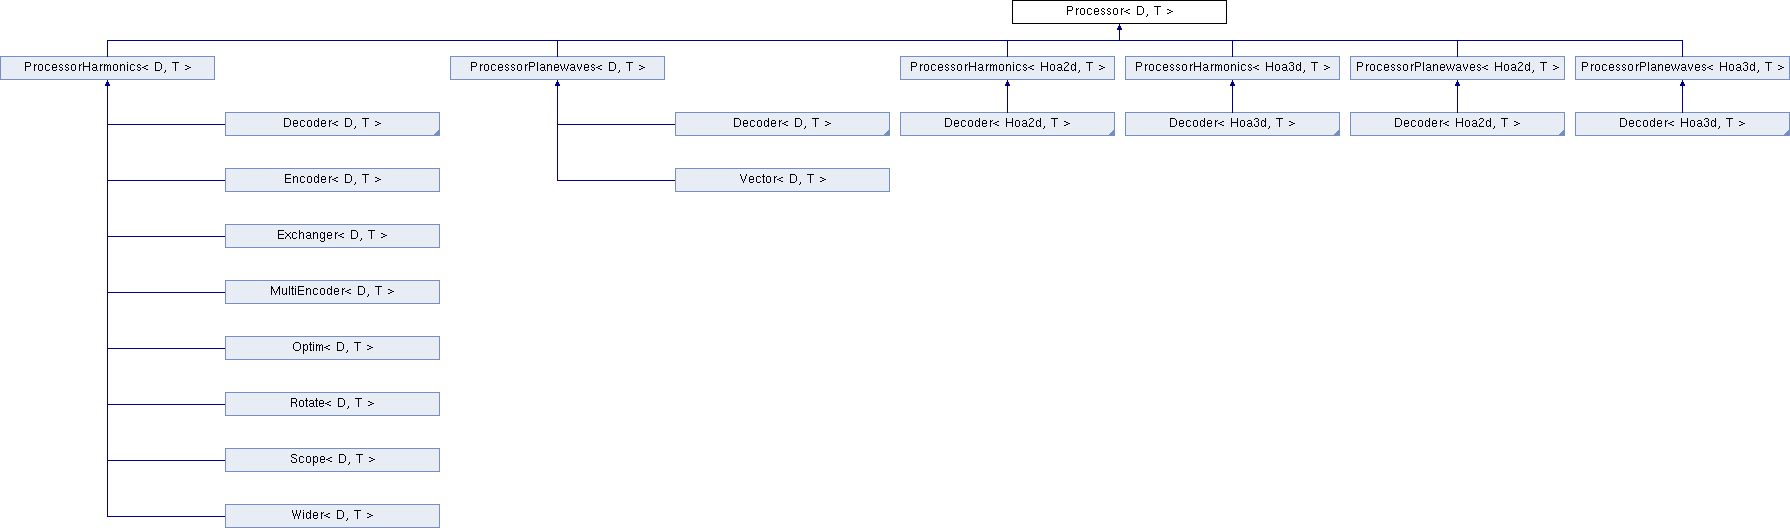 Processor< D, T >
ProcessorHarmonics< D, T >
ProcessorPlanewaves< D, T >
ProcessorHarmonics< Hoa2d, T >
ProcessorHarmonics< Hoa3d, T >
ProcessorPlanewaves< Hoa2d, T >
ProcessorPlanewaves< Hoa3d, T >
Decoder< D, T >
Decoder< D, T >
Decoder< Hoa2d, T >
Decoder< Hoa3d, T >
Decoder< Hoa2d, T >
Decoder< Hoa3d, T >
Encoder< D, T >
Vector< D, T >
Exchanger< D, T >
MultiEncoder< D, T >
Optim< D, T >
Rotate< D, T >
Scope< D, T >
Wider< D, T >